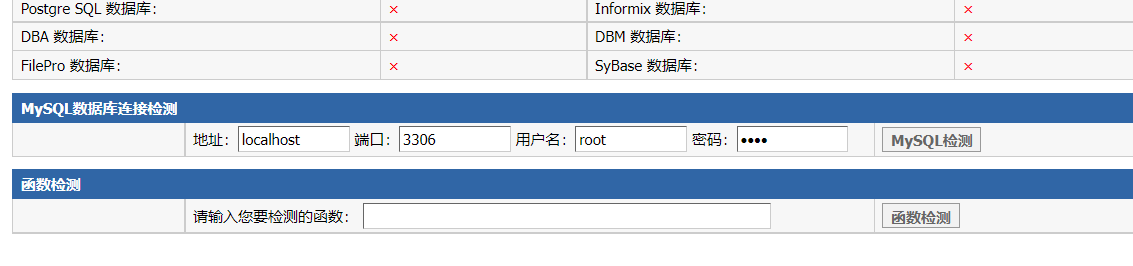 Postgre SQL 数据库： × Informix 数据库： ×
DBA 数据库： × DBM 数据库： ×
FilePro 数据库： × SyBase 数据库： ×
MySQL数据库连接检测
地址： localhost 端口： 3306 用户名： root 密码： •••• MySQL检测
函数检测
请输入您要检测的函数： 函数检测